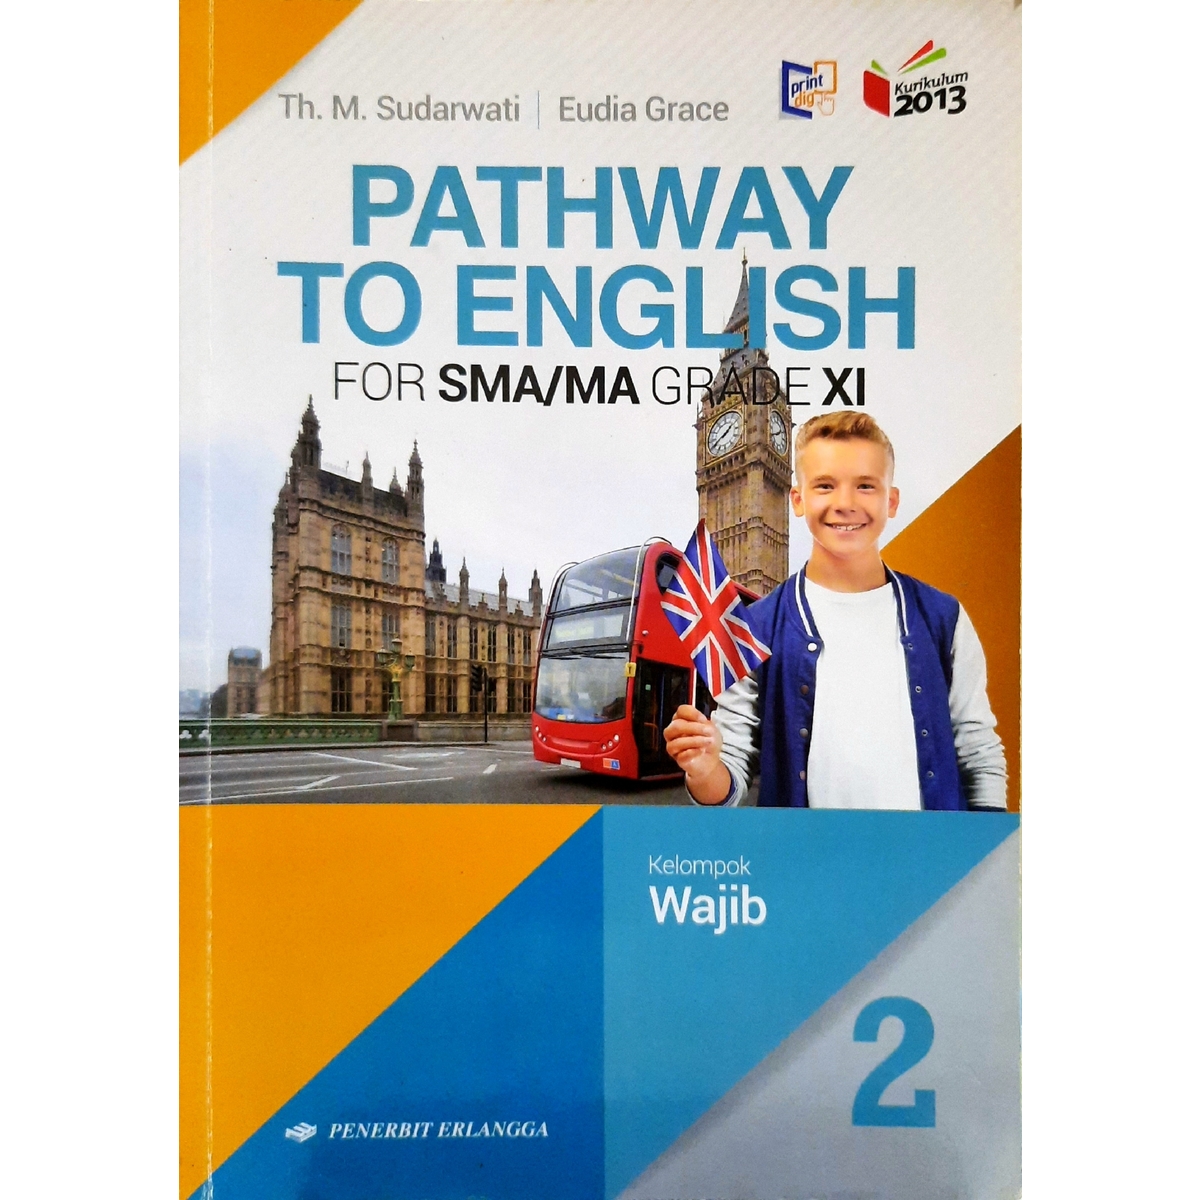 Th. M. Sudarwati | Eudia Grace
print
dig
Kurikulum
2013
PATHWAY
TO ENGLISH
FOR SMA/MA GRADE XI
Kelompok
Wajib
2
PENERBIT ERLANGGA